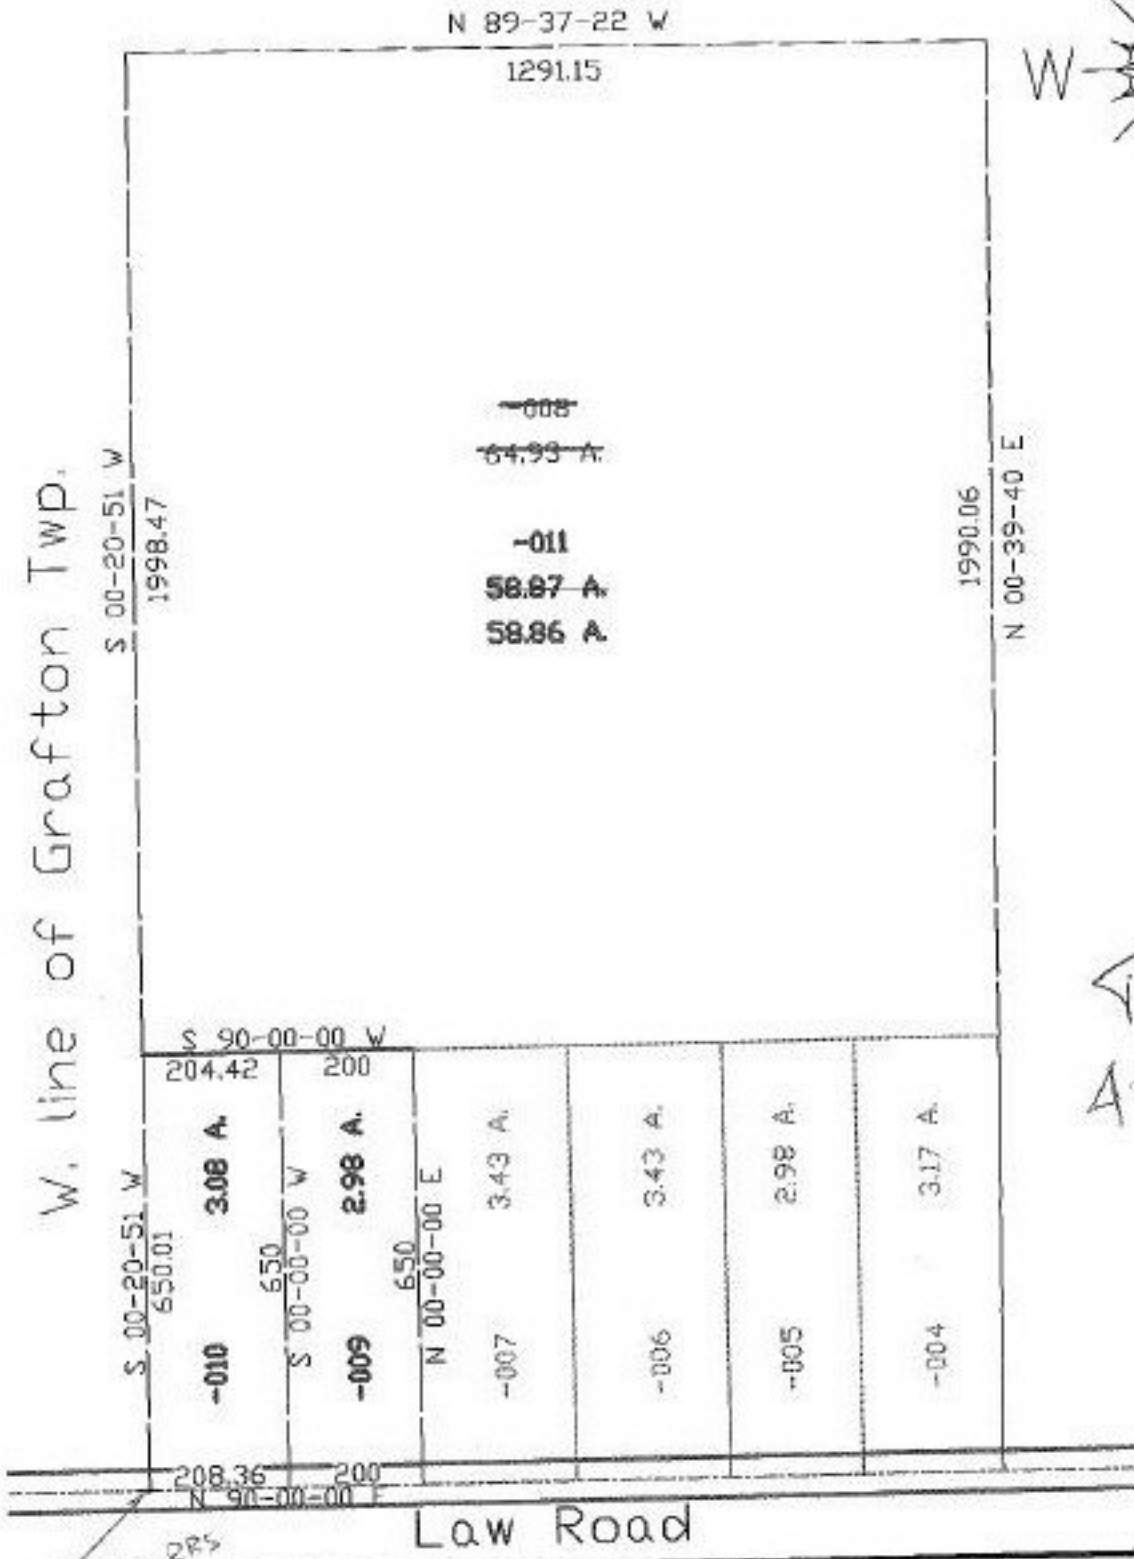 N 89-37-22 W
1291.15
W
-008
64.93 A.
-011
58.87 A.
58.86 A.
W. line of Grafton Twp.
S 00-20-51 W
1998.47
1990.06
N 00-39-40 E
S 90-00-00 W
204.42
200
S 00-20-51 W
650.01
3.08 A.
-010
650
S 00-00-00 W
2.98 A.
-009
650
N 00-00-00 E
3.43 A.
-007
3.43 A.
-006
2.98 A.
-005
3.17 A.
-004
A
208.36
200
N 90-00-00 E
Law Road